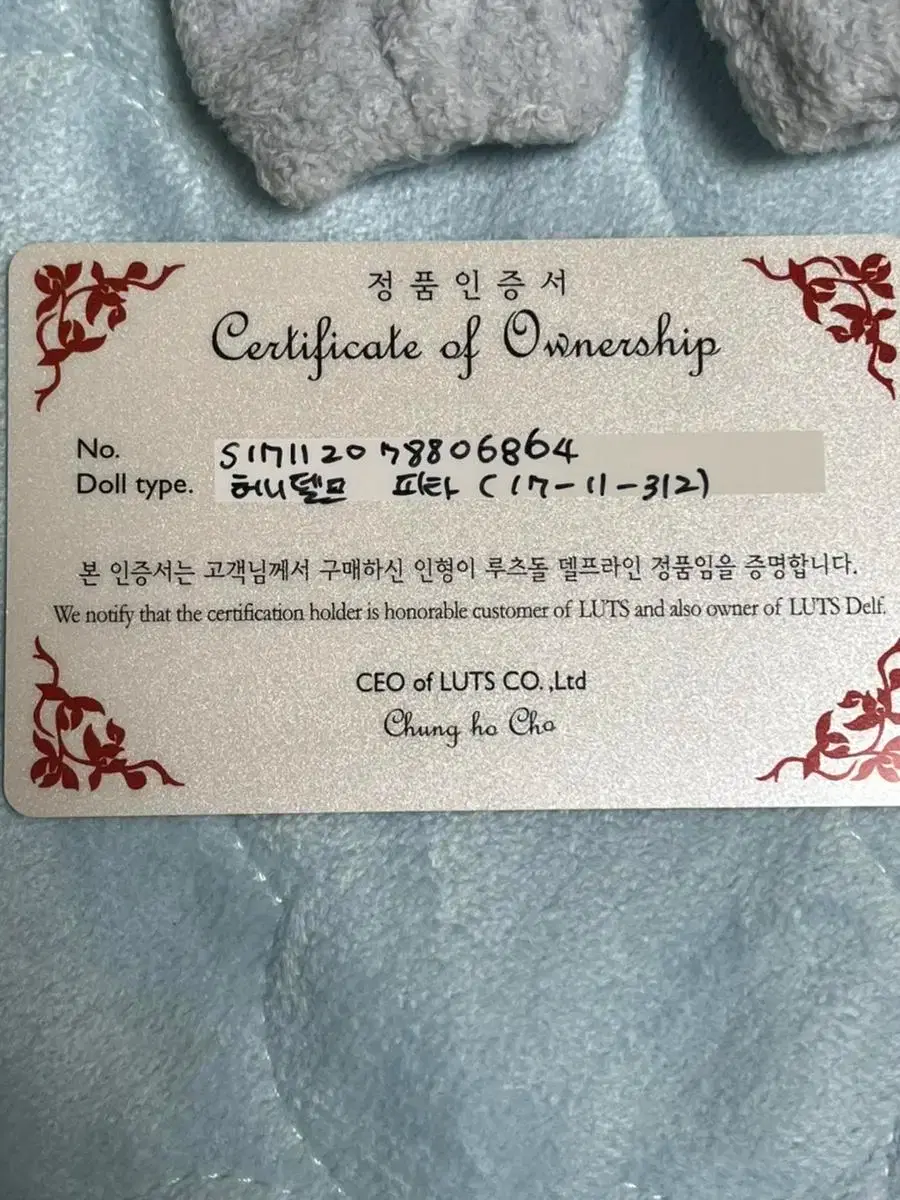 정품인증서
Certificate of Ownership
No. S171120 78806864
Doll type. 허니델프 피타 (17-11-312)
본 인증서는 고객님께서 구매하신 인형이 루츠돌 델프라인 정품임을 증명합니다.
We notify that the certification holder is honorable customer of LUTS and also owner of LUTS Delf.
CEO of LUTS CO.,Ltd
Chung ho Cho